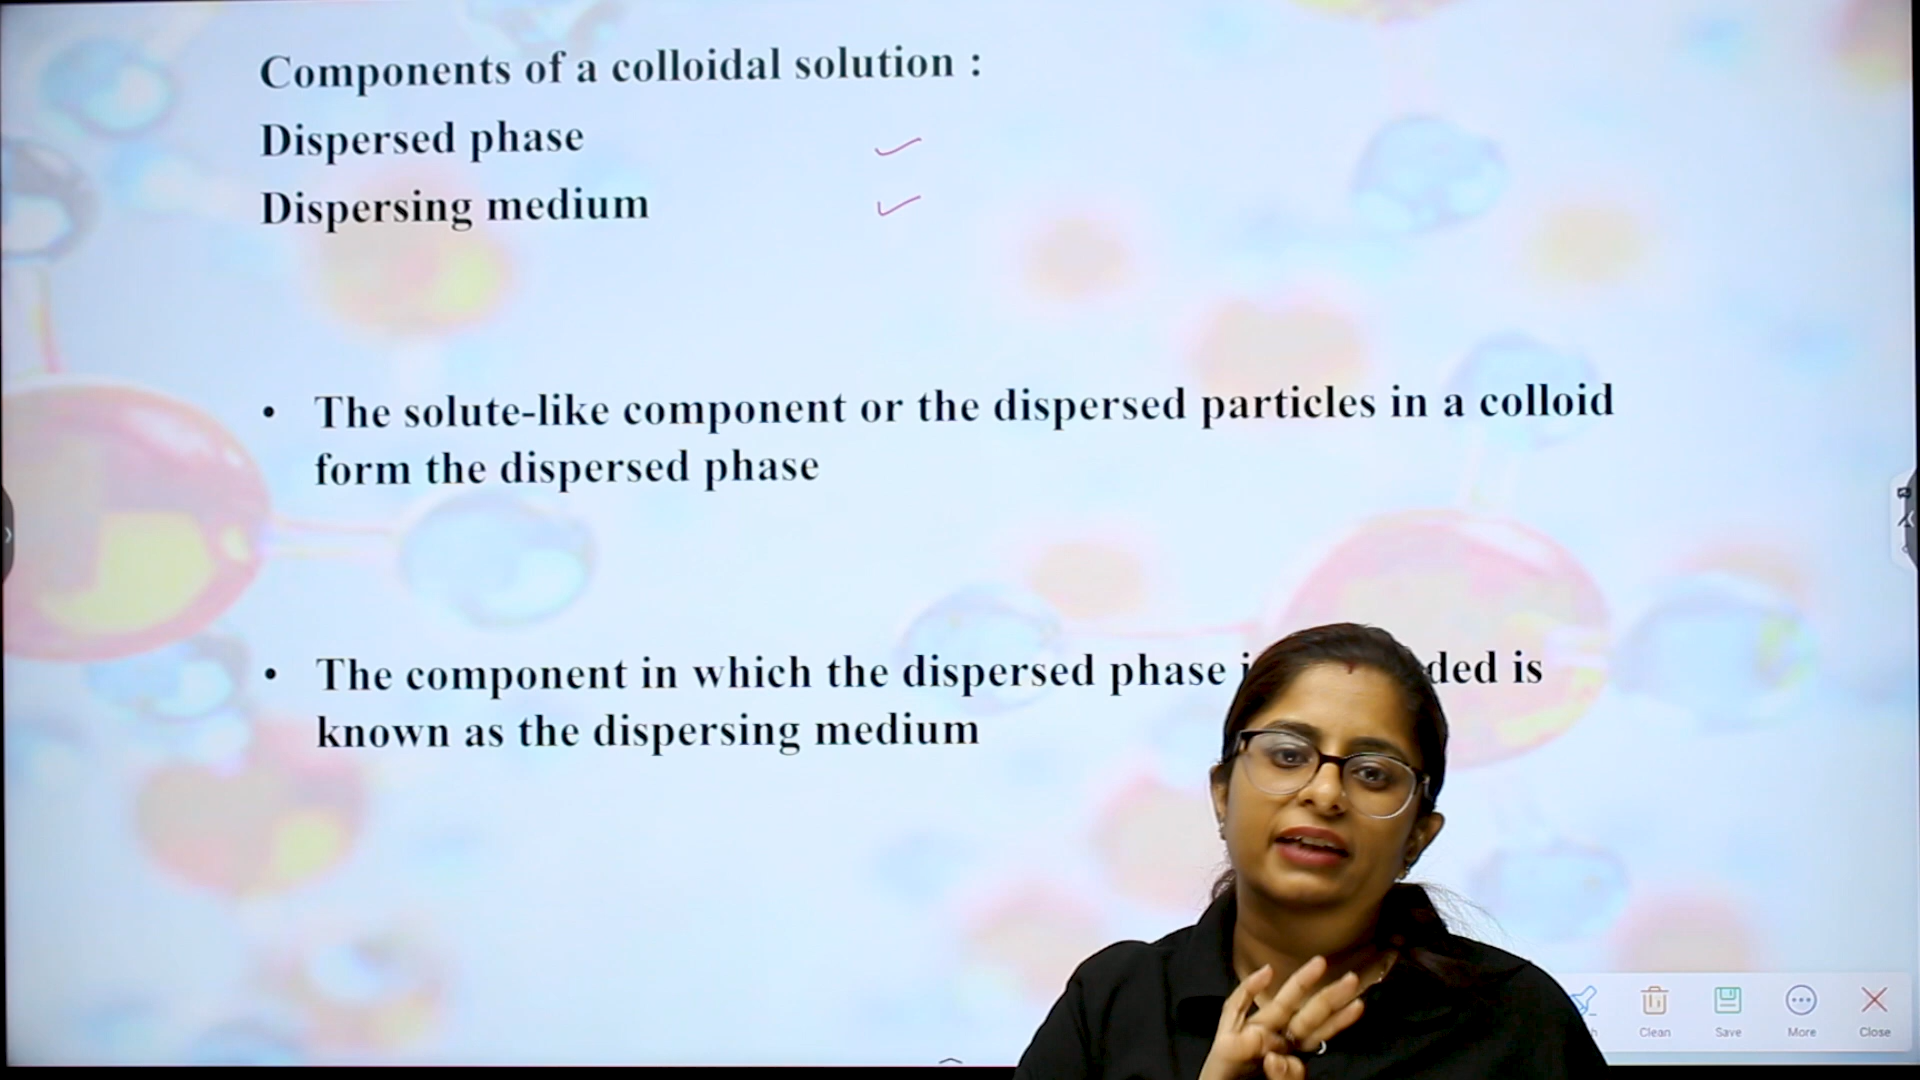 Components of a colloidal solution :
Dispersed phase
Dispersing medium
• The solute-like component or the dispersed particles in a colloid
form the dispersed phase
• The component in which the dispersed phase is
known as the dispersing medium
Clean
Save
More
Close